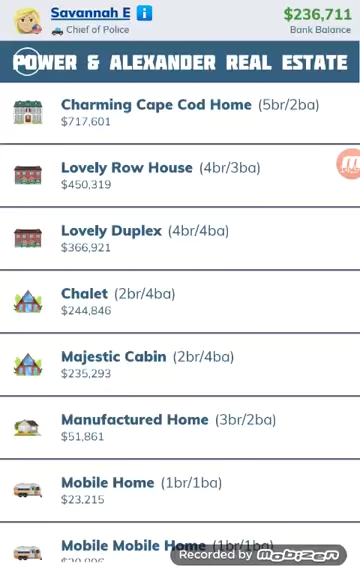 Savannah E
$236,711
Chief of Police
Bank Balance
POWER & ALEXANDER REAL ESTATE
Charming Cape Cod Home (5br/2ba)
$717,601
Lovely Row House (4br/3ba)
$450,319
Lovely Duplex (4br/4ba)
$366,921
Chalet (2br/4ba)
$244,846
Majestic Cabin (2br/4ba)
$235,293
Manufactured Home (3br/2ba)
$51,861
Mobile Home (1br/1ba)
$23,215
Mobile Mobile Home (1br/1ba)
Recorded by mobizen